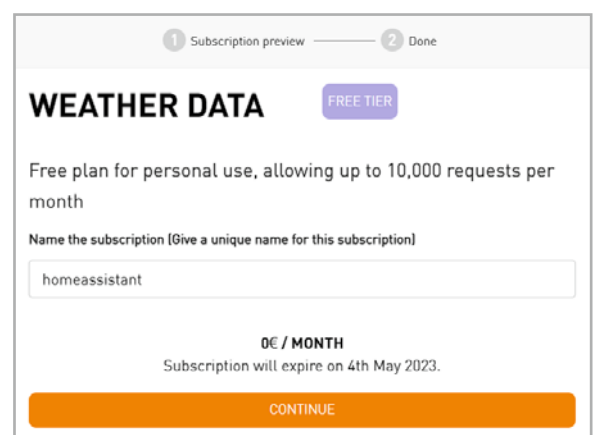 1 Subscription preview 2 Done
WEATHER DATA FREE TIER
Free plan for personal use, allowing up to 10,000 requests per
month
Name the subscription (Give a unique name for this subscription)
homeassistant
0€ / MONTH
Subscription will expire on 4th May 2023.
CONTINUE